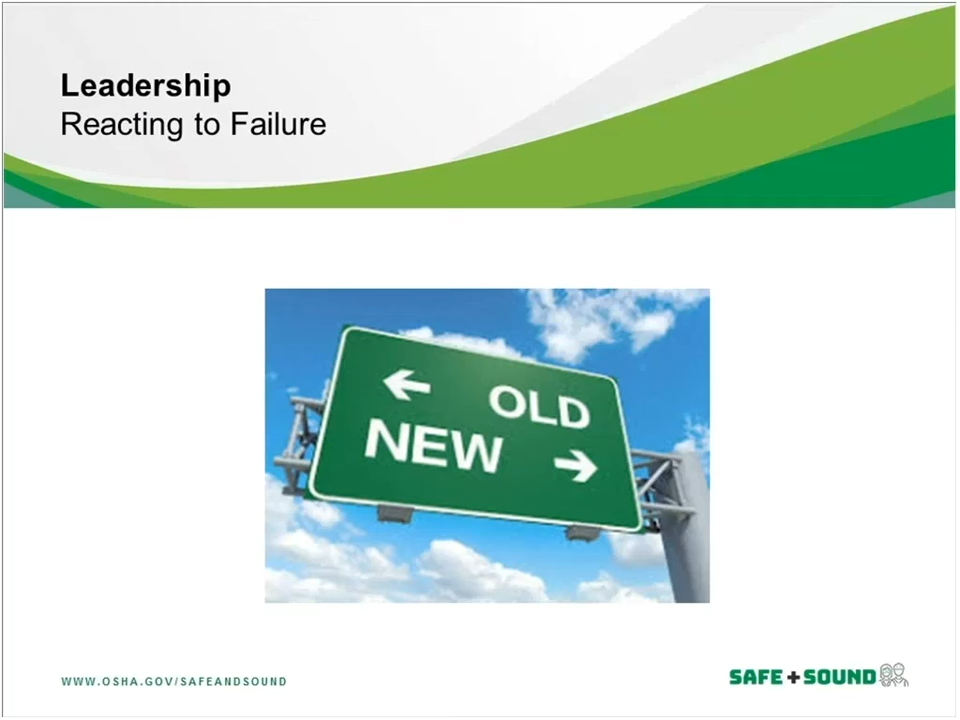 Leadership
Reacting to Failure
← OLD
NEW →
WWW.OSHA.GOV/SAFEANDSOUND
SAFE+SOUND